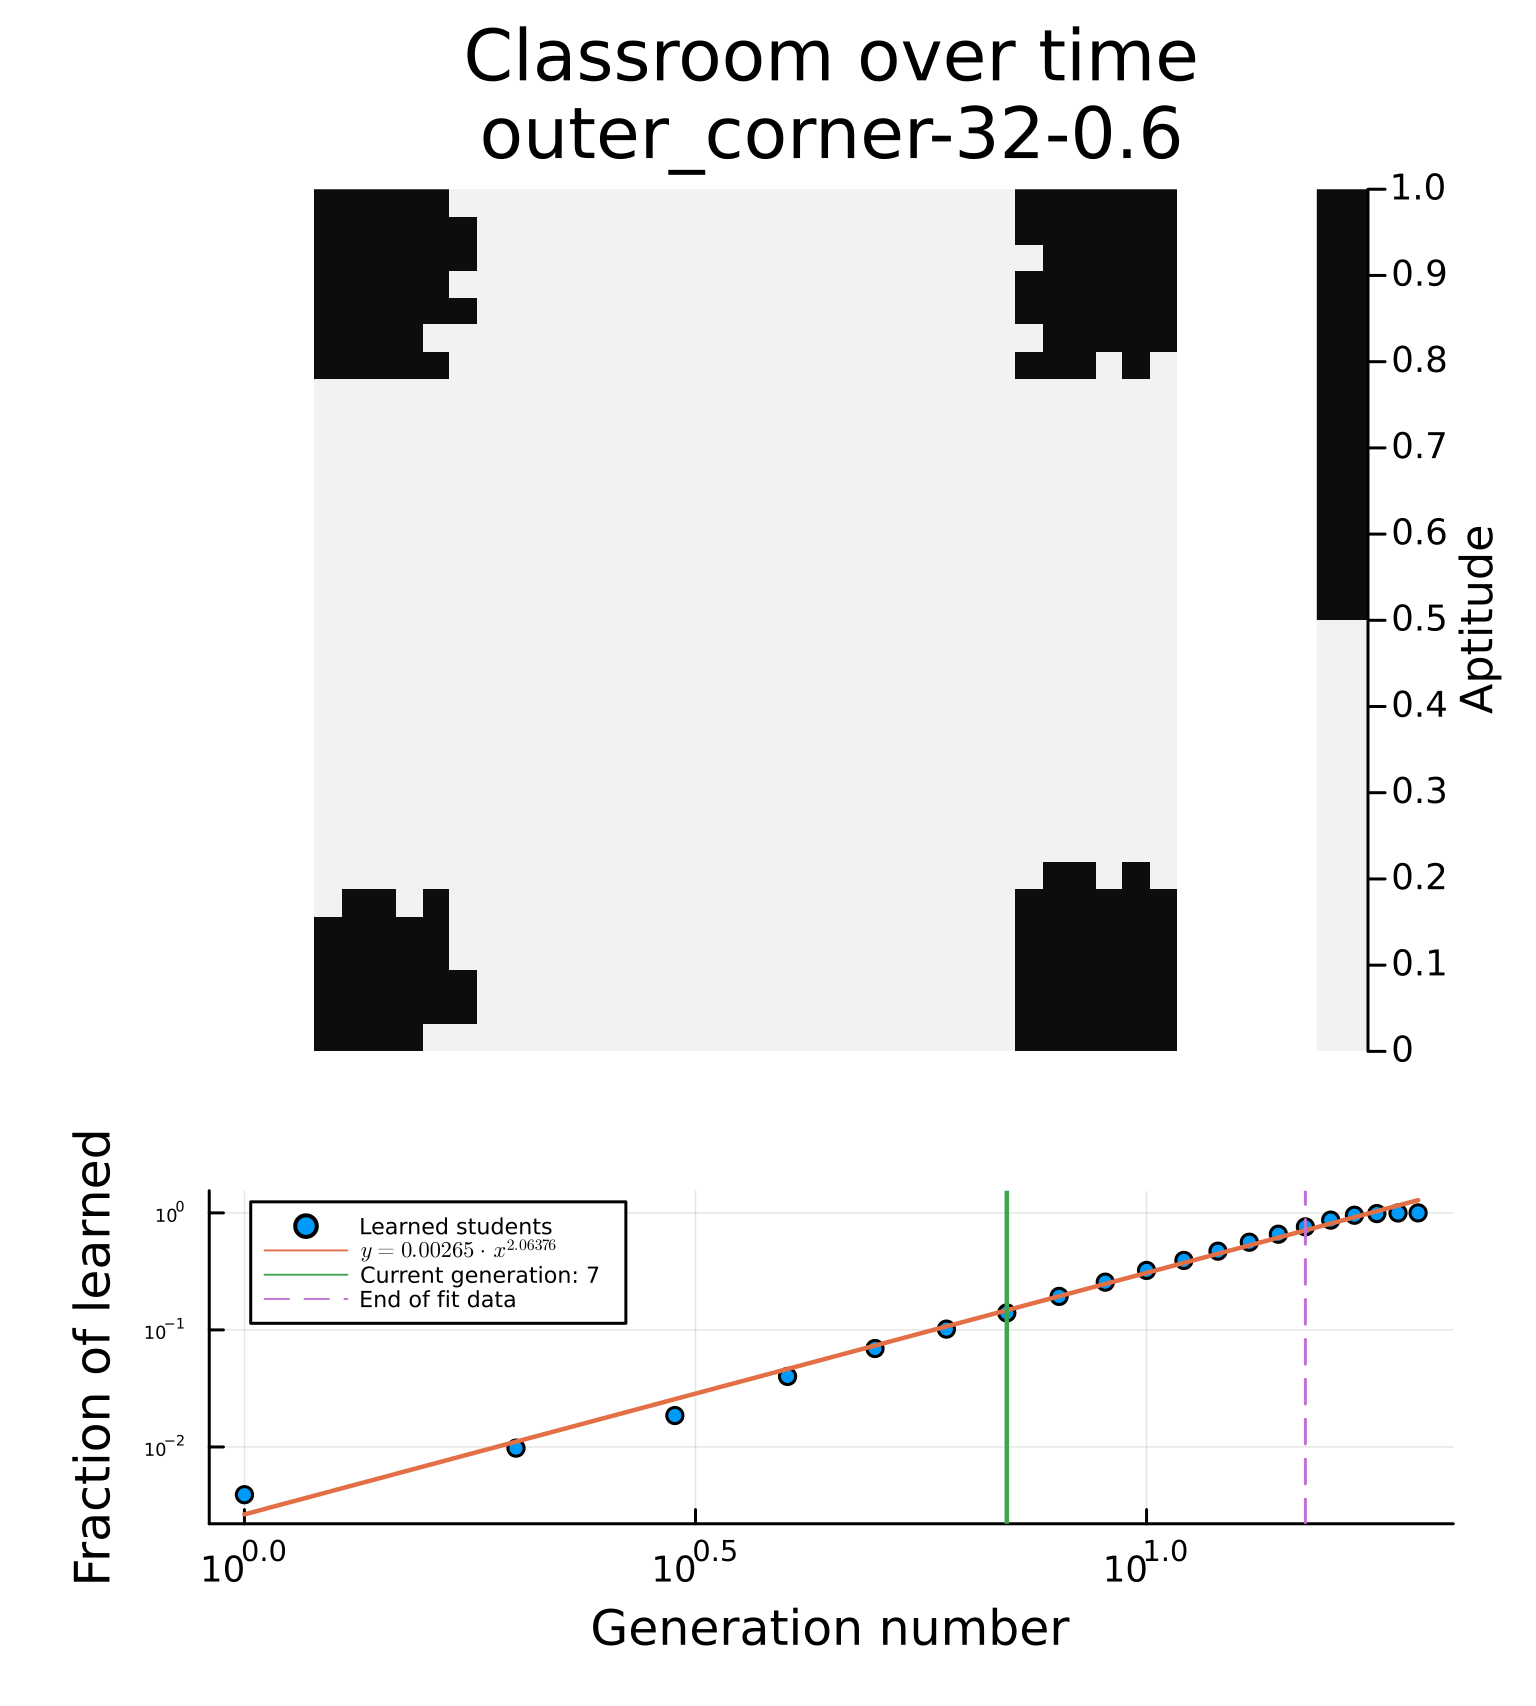 Classroom over time
outer_corner-32-0.6
1.0
0.9
0.8
0.7
0.6
0.5
0.4
0.3
0.2
0.1
0
Aptitude
Fraction of learned
10⁰
10⁻¹
10⁻²
Learned students
y = 0.00265 · x^2.06376
Current generation: 7
End of fit data
10^0.0 10^0.5 10^1.0
Generation number